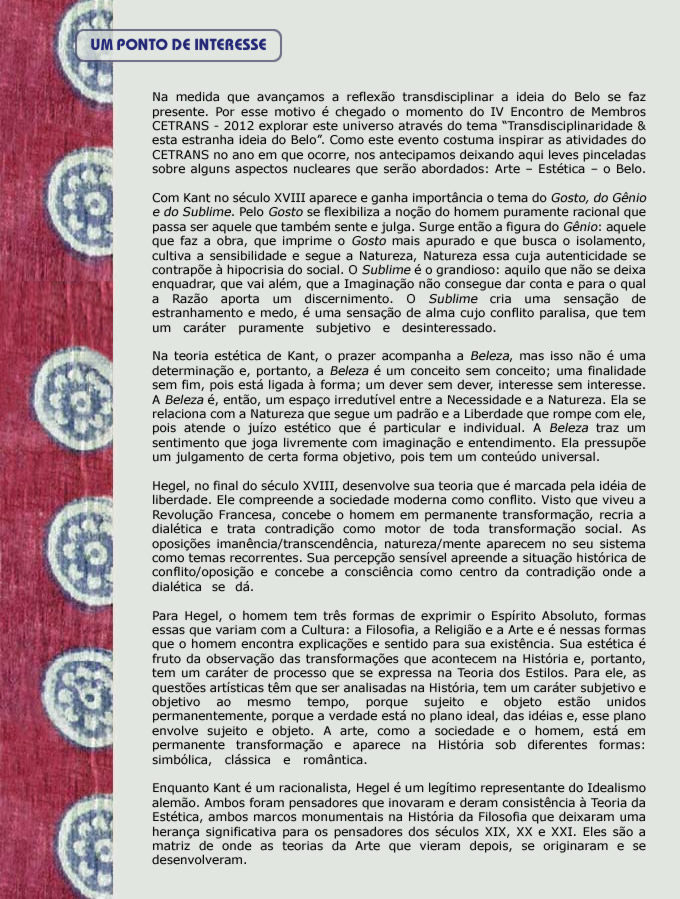 UM PONTO DE INTERESSE
Na medida que avançamos a reflexão transdisciplinar a ideia do Belo se faz
presente. Por esse motivo é chegado o momento do IV Encontro de Membros
CETRANS - 2012 explorar este universo através do tema “Transdisciplinaridade &
esta estranha ideia do Belo”. Como este evento costuma inspirar as atividades do
CETRANS no ano em que ocorre, nos antecipamos deixando aqui leves pinceladas
sobre alguns aspectos nucleares que serão abordados: Arte – Estética – o Belo.
Com Kant no século XVIII aparece e ganha importância o tema do Gosto, do Gênio
e do Sublime. Pelo Gosto se flexibiliza a noção do homem puramente racional que
passa ser aquele que também sente e julga. Surge então a figura do Gênio: aquele
que faz a obra, que imprime o Gosto mais apurado e que busca o isolamento,
cultiva a sensibilidade e segue a Natureza, Natureza essa cuja autenticidade se
contrapõe à hipocrisia do social. O Sublime é o grandioso: aquilo que não se deixa
enquadrar, que vai além, que a Imaginação não consegue dar conta e para o qual
a Razão aporta um discernimento. O Sublime cria uma sensação de
estranhamento e medo, é uma sensação de alma cujo conflito paralisa, que tem
um caráter puramente subjetivo e desinteressado.
Na teoria estética de Kant, o prazer acompanha a Beleza, mas isso não é uma
determinação e, portanto, a Beleza é um conceito sem conceito; uma finalidade
sem fim, pois está ligada à forma; um dever sem dever, interesse sem interesse.
A Beleza é, então, um espaço irredutível entre a Necessidade e a Natureza. Ela se
relaciona com a Natureza que segue um padrão e a Liberdade que rompe com ele,
pois atende o juízo estético que é particular e individual. A Beleza traz um
sentimento que joga livremente com imaginação e entendimento. Ela pressupõe
um julgamento de certa forma objetivo, pois tem um conteúdo universal.
Hegel, no final do século XVIII, desenvolve sua teoria que é marcada pela idéia de
liberdade. Ele compreende a sociedade moderna como conflito. Visto que viveu a
Revolução Francesa, concebe o homem em permanente transformação, recria a
dialética e trata contradição como motor de toda transformação social. As
oposições imanência/transcendência, natureza/mente aparecem no seu sistema
como temas recorrentes. Sua percepção sensível apreende a situação histórica de
conflito/oposição e concebe a consciência como centro da contradição onde a
dialética se dá.
Para Hegel, o homem tem três formas de exprimir o Espírito Absoluto, formas
essas que variam com a Cultura: a Filosofia, a Religião e a Arte e é nessas formas
que o homem encontra explicações e sentido para sua existência. Sua estética é
fruto da observação das transformações que acontecem na História e, portanto,
tem um caráter de processo que se expressa na Teoria dos Estilos. Para ele, as
questões artísticas têm que ser analisadas na História, tem um caráter subjetivo e
objetivo ao mesmo tempo, porque sujeito e objeto estão unidos
permanentemente, porque a verdade está no plano ideal, das idéias e, esse plano
envolve sujeito e objeto. A arte, como a sociedade e o homem, está em
permanente transformação e aparece na História sob diferentes formas:
simbólica, clássica e romântica.
Enquanto Kant é um racionalista, Hegel é um legítimo representante do Idealismo
alemão. Ambos foram pensadores que inovaram e deram consistência à Teoria da
Estética, ambos marcos monumentais na História da Filosofia que deixaram uma
herança significativa para os pensadores dos séculos XIX, XX e XXI. Eles são a
matriz de onde as teorias da Arte que vieram depois, se originaram e se
desenvolveram.